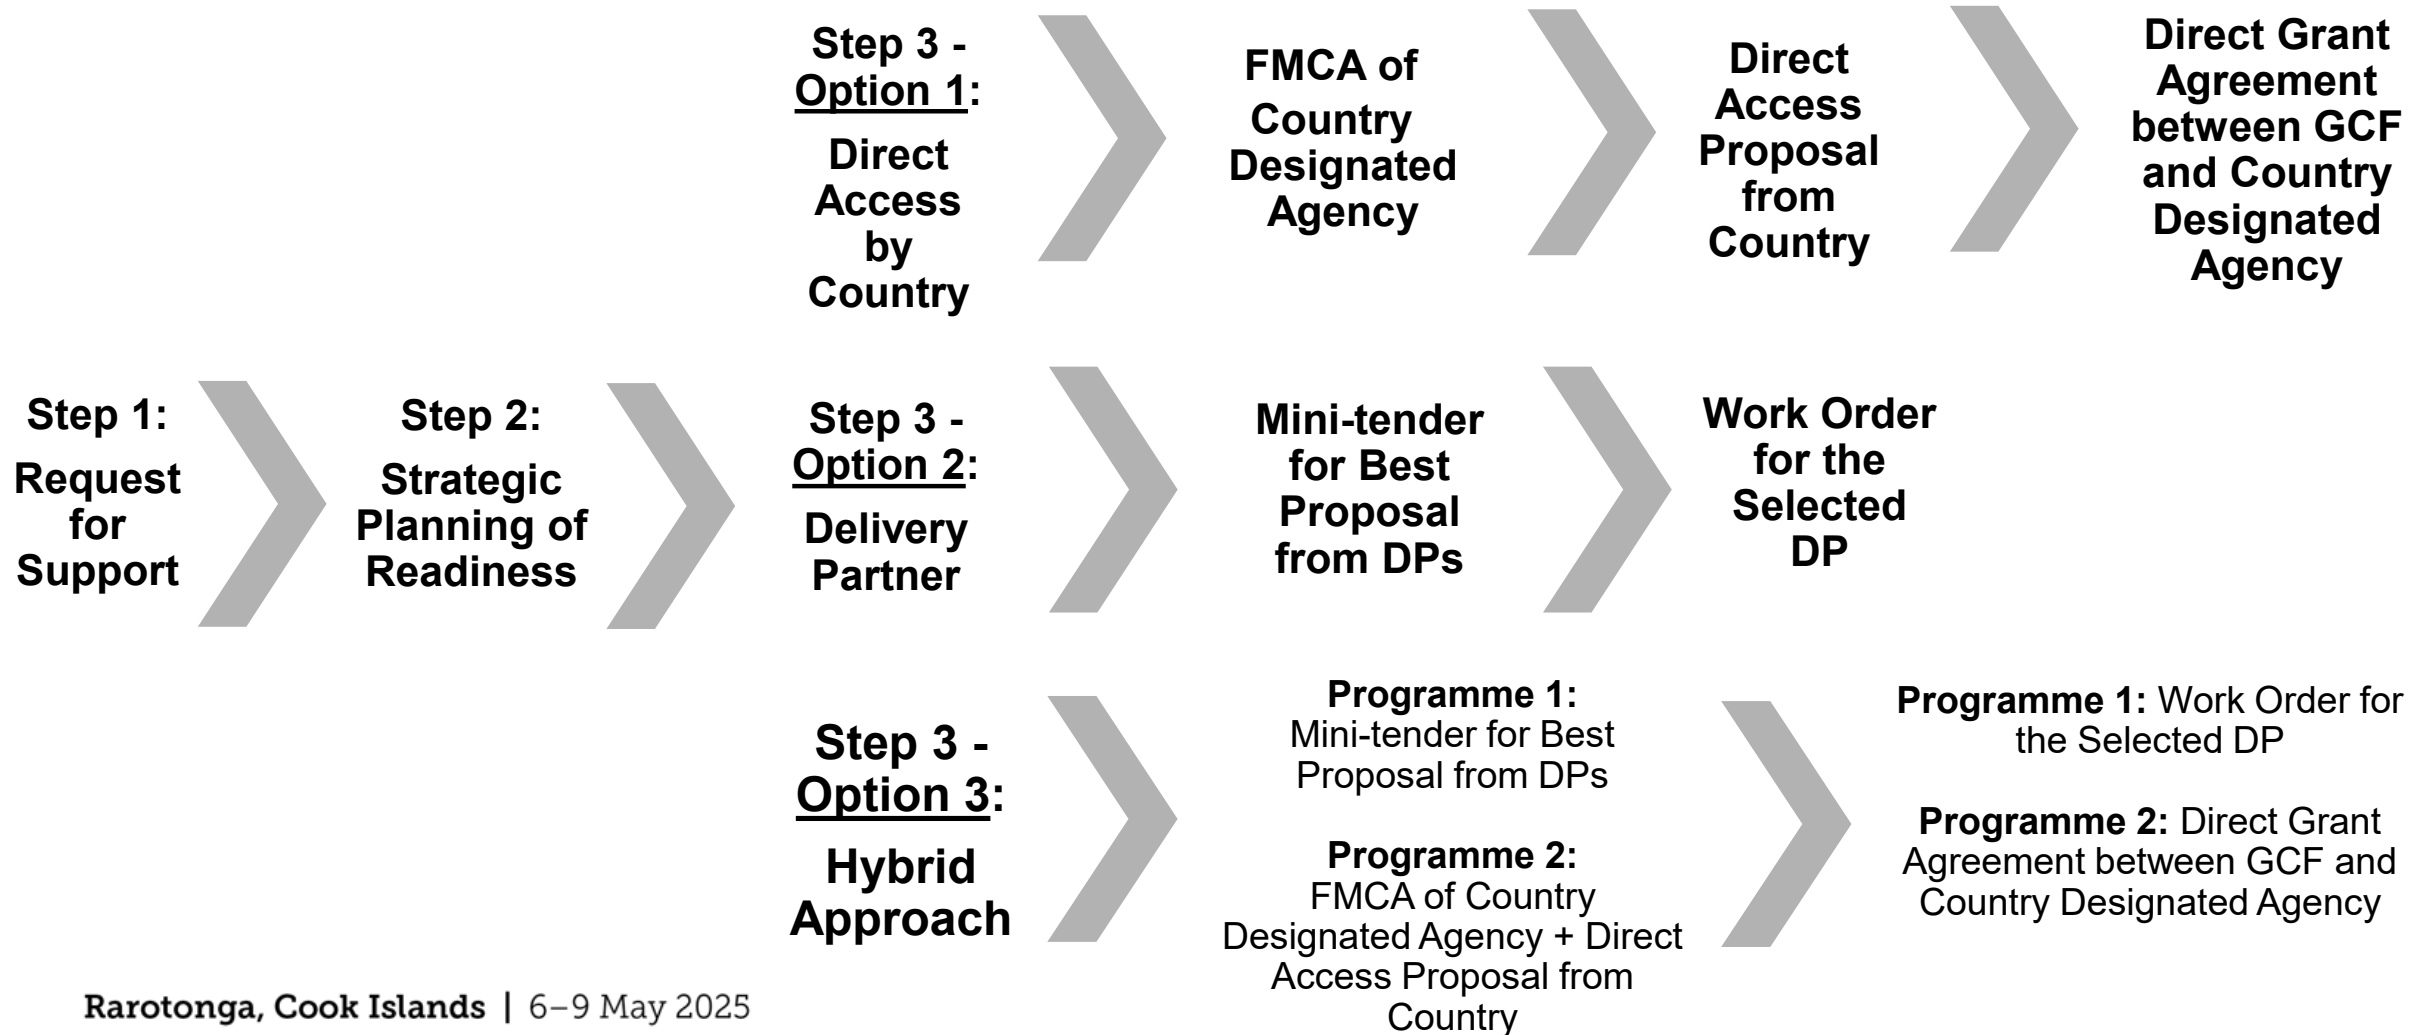 Step 3 -
Option 1:
Direct
Access
by
Country
FMCA of
Country
Designated
Agency
Direct
Access
Proposal
from
Country
Direct Grant
Agreement
between GCF
and Country
Designated
Agency
Step 1:
Request
for
Support
Step 2:
Strategic
Planning of
Readiness
Step 3 -
Option 2:
Delivery
Partner
Mini-tender
for Best
Proposal
from DPs
Work Order
for the
Selected
DP
Step 3 -
Option 3:
Hybrid
Approach
Programme 1:
Mini-tender for Best
Proposal from DPs
Programme 2:
FMCA of Country
Designated Agency + Direct
Access Proposal from
Country
Programme 1: Work Order for
the Selected DP
Programme 2: Direct Grant
Agreement between GCF and
Country Designated Agency
Rarotonga, Cook Islands | 6–9 May 2025